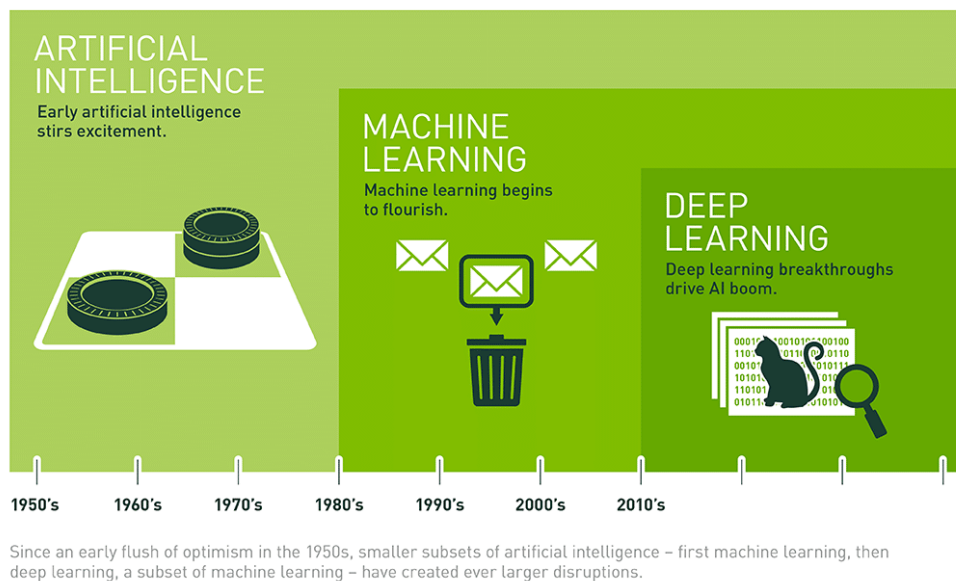 ARTIFICIAL
INTELLIGENCE
Early artificial intelligence
stirs excitement.
MACHINE
LEARNING
Machine learning begins
to flourish.
DEEP
LEARNING
Deep learning breakthroughs
drive AI boom.
1950's
1960's
1970's
1980's
1990's
2000's
2010's
Since an early flush of optimism in the 1950s, smaller subsets of artificial intelligence – first machine learning, then
deep learning, a subset of machine learning – have created ever larger disruptions.